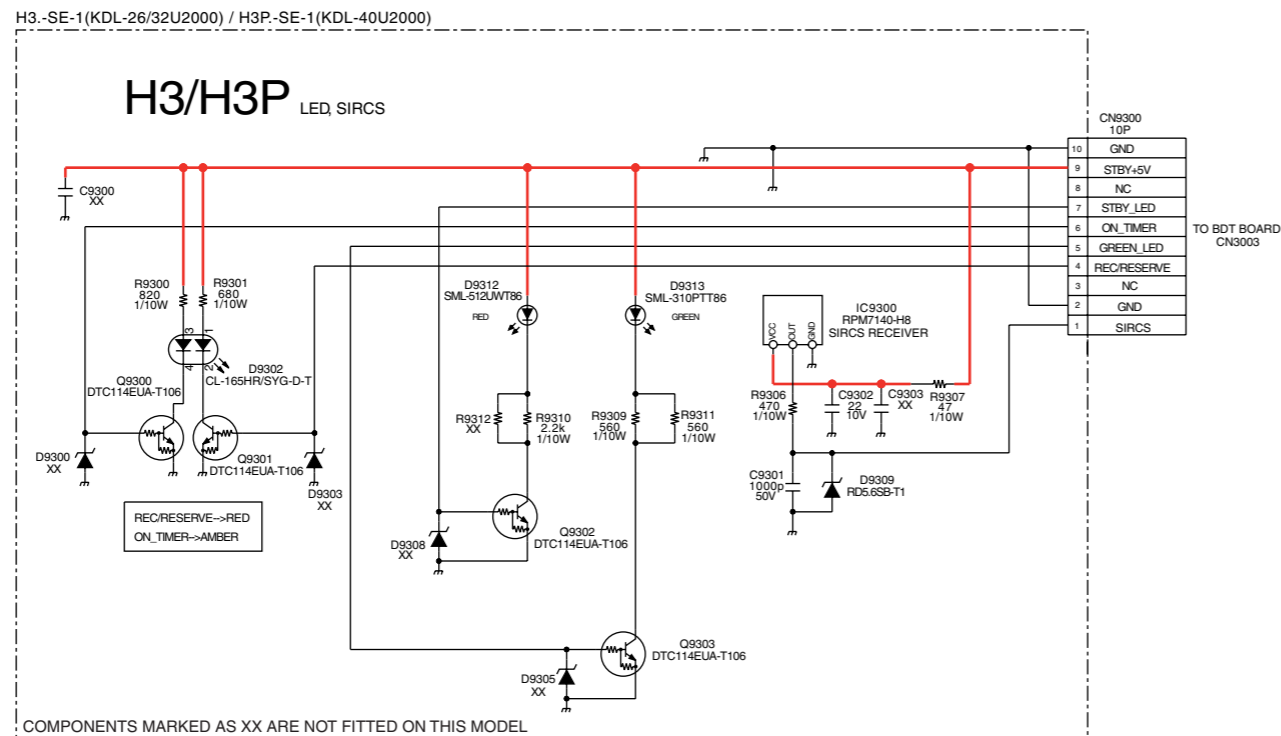 H3.-SE-1(KDL-26/32U2000) / H3P.-SE-1(KDL-40U2000)
H3/H3P LED, SIRCS
CN9300
10P
10 GND
9 STBY+5V
8 NC
7 STBY_LED
6 ON_TIMER
5 GREEN_LED
4 REC/RESERVE
3 NC
2 GND
1 SIRCS
TO BDT BOARD
CN3003
C9300
XX
R9300
820
1/10W
R9301
680
1/10W
3
1
4
2
D9302
CL-165HR/SYG-D-T
Q9300
DTC114EUA-T106
D9300
XX
Q9301
DTC114EUA-T106
D9303
XX
REC/RESERVE-->RED
ON_TIMER-->AMBER
D9312
SML-512UWT86
RED
D9313
SML-310PTT86
GREEN
R9312
XX
R9310
2.2k
1/10W
R9309
560
1/10W
R9311
560
1/10W
D9308
XX
Q9302
DTC114EUA-T106
D9305
XX
Q9303
DTC114EUA-T106
IC9300
RPM7140-H8
SIRCS RECEIVER
VCC
OUT
GND
R9306
470
1/10W
C9302
22
10V
C9303
XX
R9307
47
1/10W
C9301
1000p
50V
D9309
RD5.6SB-T1
COMPONENTS MARKED AS XX ARE NOT FITTED ON THIS MODEL